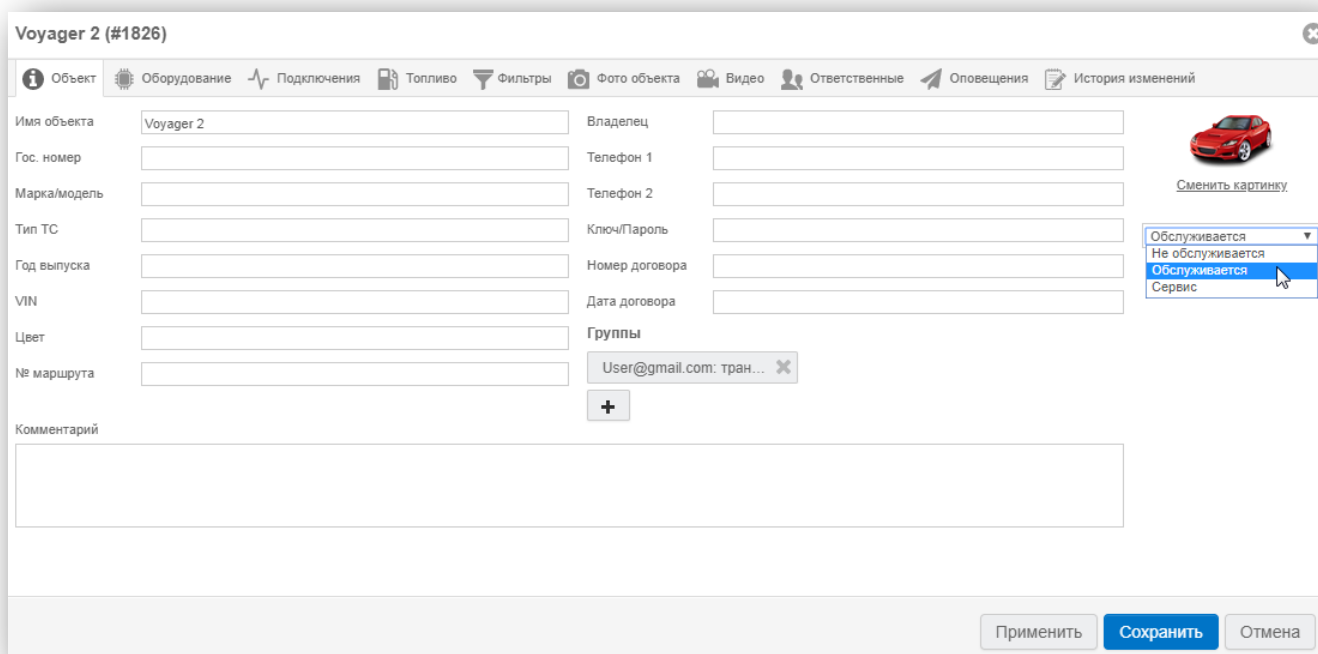 Voyager 2 (#1826)
Объект Оборудование Подключения Топливо Фильтры Фото объекта Видео Ответственные Оповещения История изменений
Имя объекта Voyager 2
Гос. номер
Марка/модель
Тип ТС
Год выпуска
VIN
Цвет
№ маршрута
Владелец
Телефон 1
Телефон 2
Ключ/Пароль
Номер договора
Дата договора
Группы
User@gmail.com: тран...
Сменить картинку
Обслуживается
Не обслуживается
Обслуживается
Сервис
Комментарий
Применить Сохранить Отмена